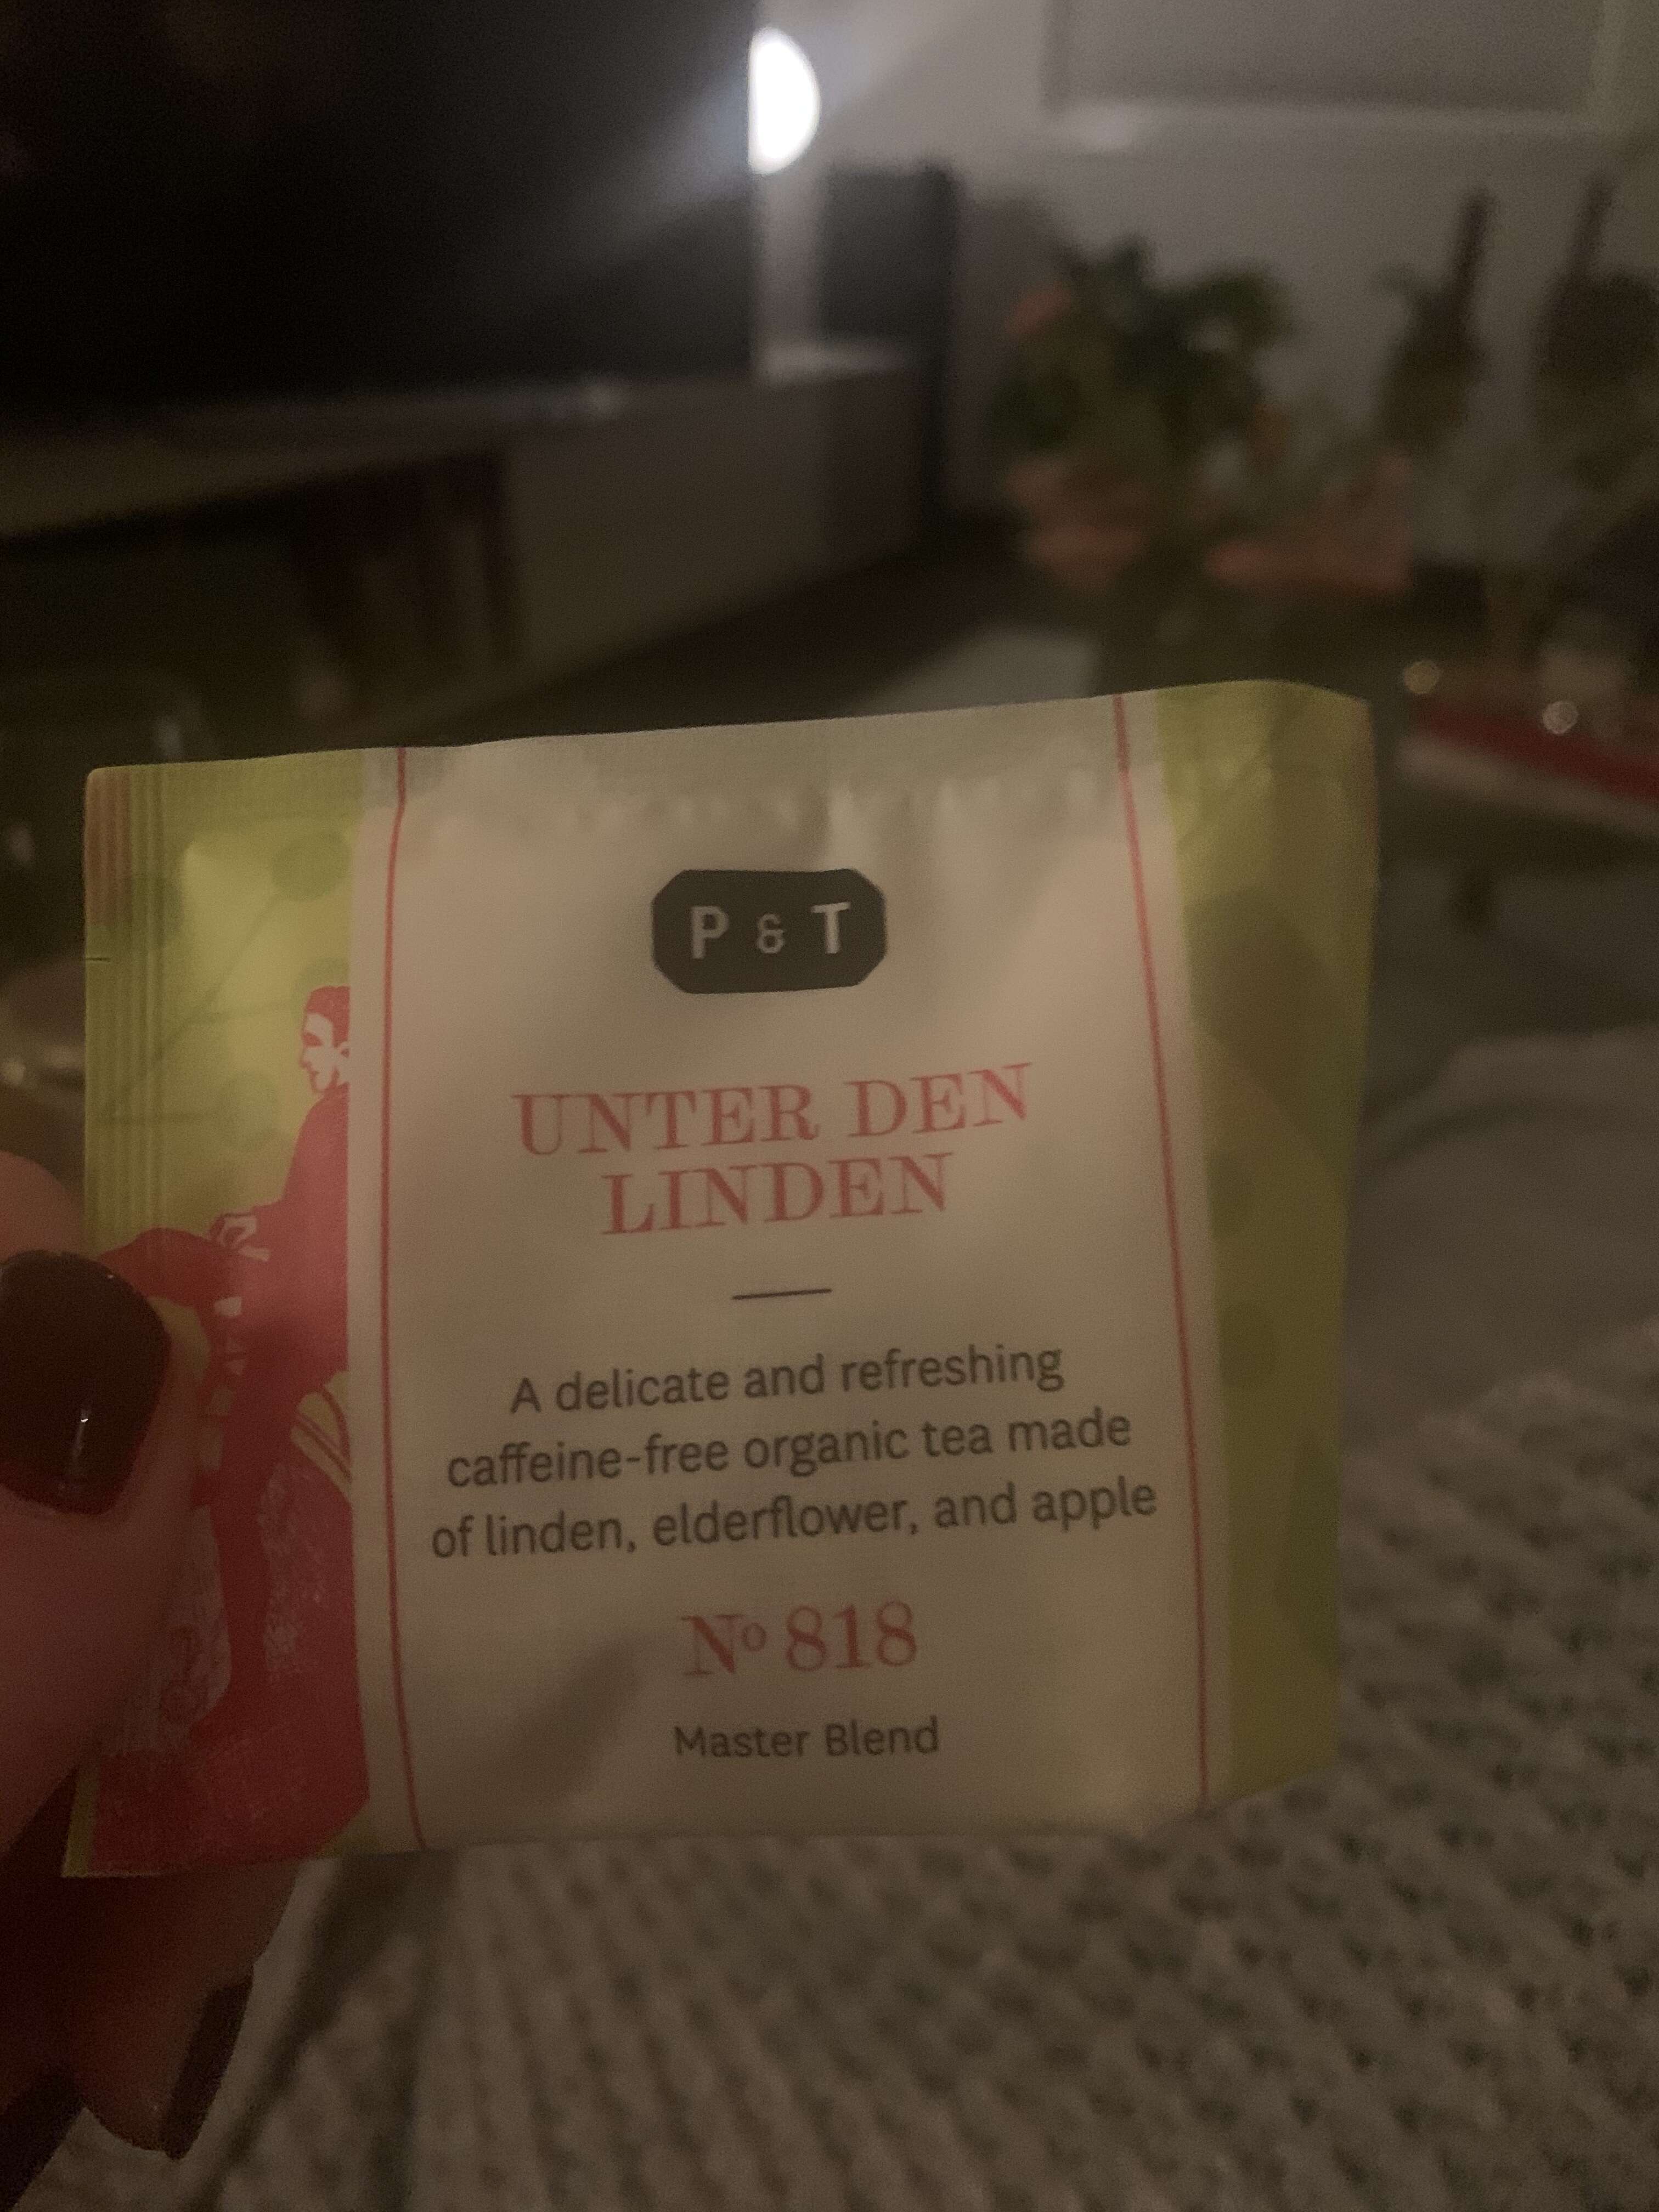 P & T
UNTER DEN
LINDEN
A delicate and refreshing
caffeine-free organic tea made
of linden, elderflower, and apple
Nº 818
Master Blend